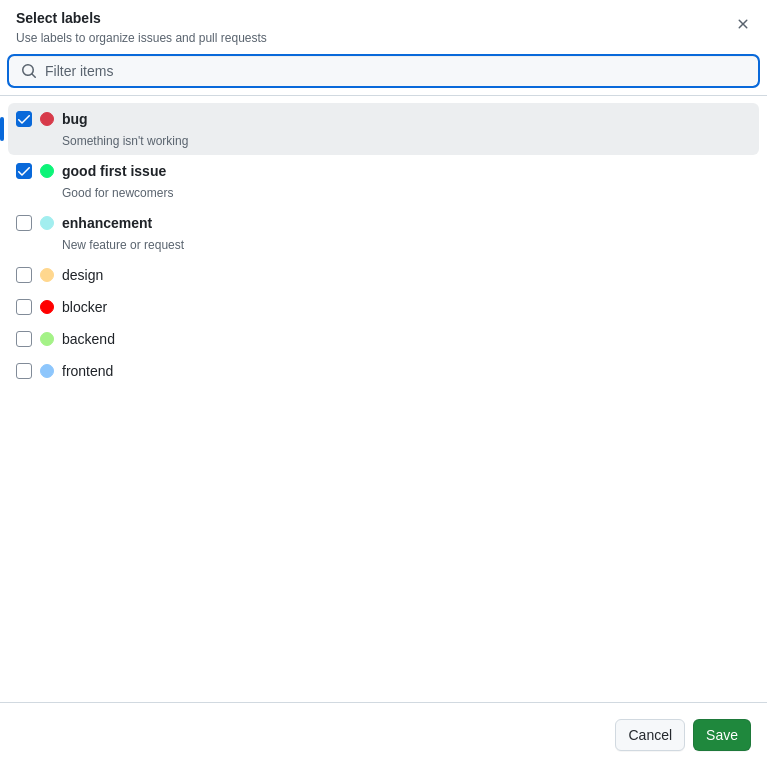 Select labels
Use labels to organize issues and pull requests
Filter items
bug
Something isn't working
good first issue
Good for newcomers
enhancement
New feature or request
design
blocker
backend
frontend
Cancel
Save